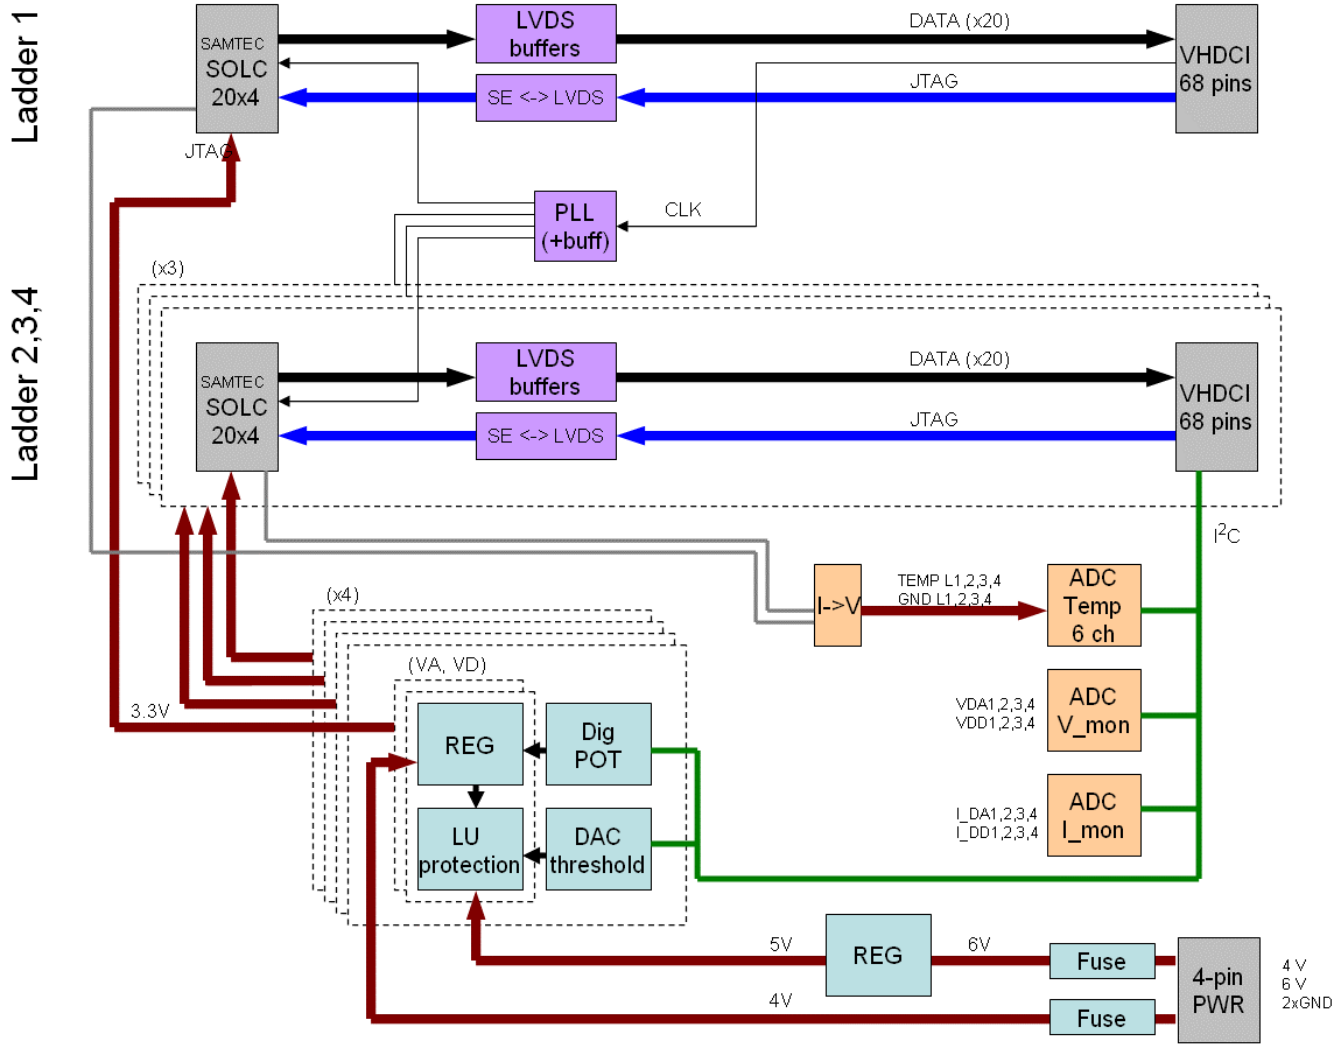 Ladder 1
SAMTEC
SOLC
20x4
LVDS
buffers
DATA (x20)
VHDCI
68 pins
SE <-> LVDS
JTAG
JTAG
PLL
(+buff)
CLK
Ladder 2,3,4
(x3)
SAMTEC
SOLC
20x4
LVDS
buffers
DATA (x20)
VHDCI
68 pins
SE <-> LVDS
JTAG
I²C
I->V
TEMP L1,2,3,4
GND L1,2,3,4
ADC
Temp
6 ch
(x4)
(VA, VD)
3.3V
REG
Dig
POT
VDA1,2,3,4
VDD1,2,3,4
ADC
V_mon
LU
protection
DAC
threshold
I_DA1,2,3,4
I_DD1,2,3,4
ADC
I_mon
5V
REG
6V
Fuse
4V
Fuse
4-pin
PWR
4 V
6 V
2xGND